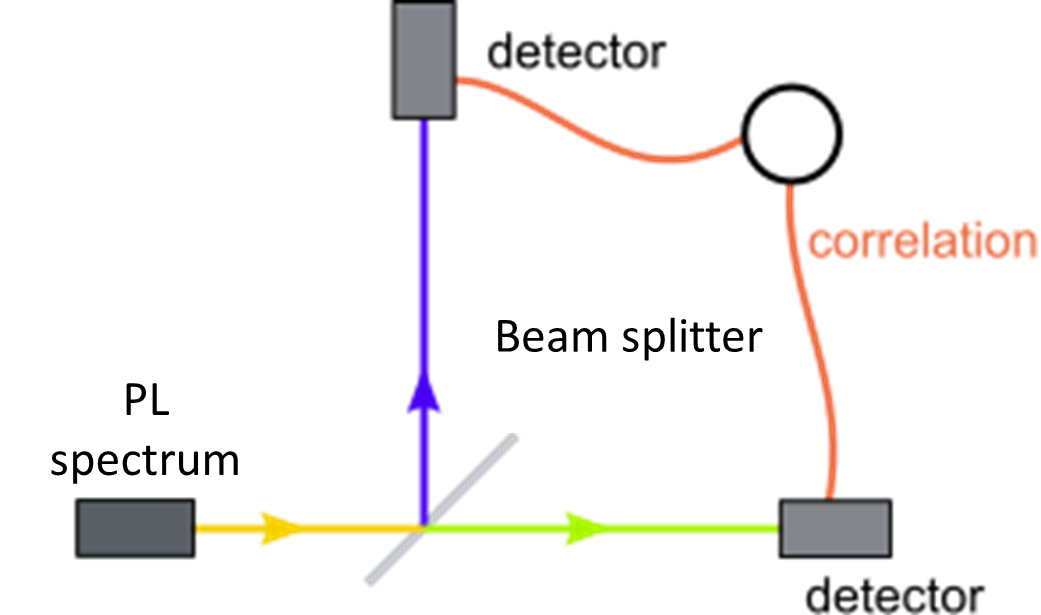 detector
correlation
Beam splitter
PL
spectrum
detector